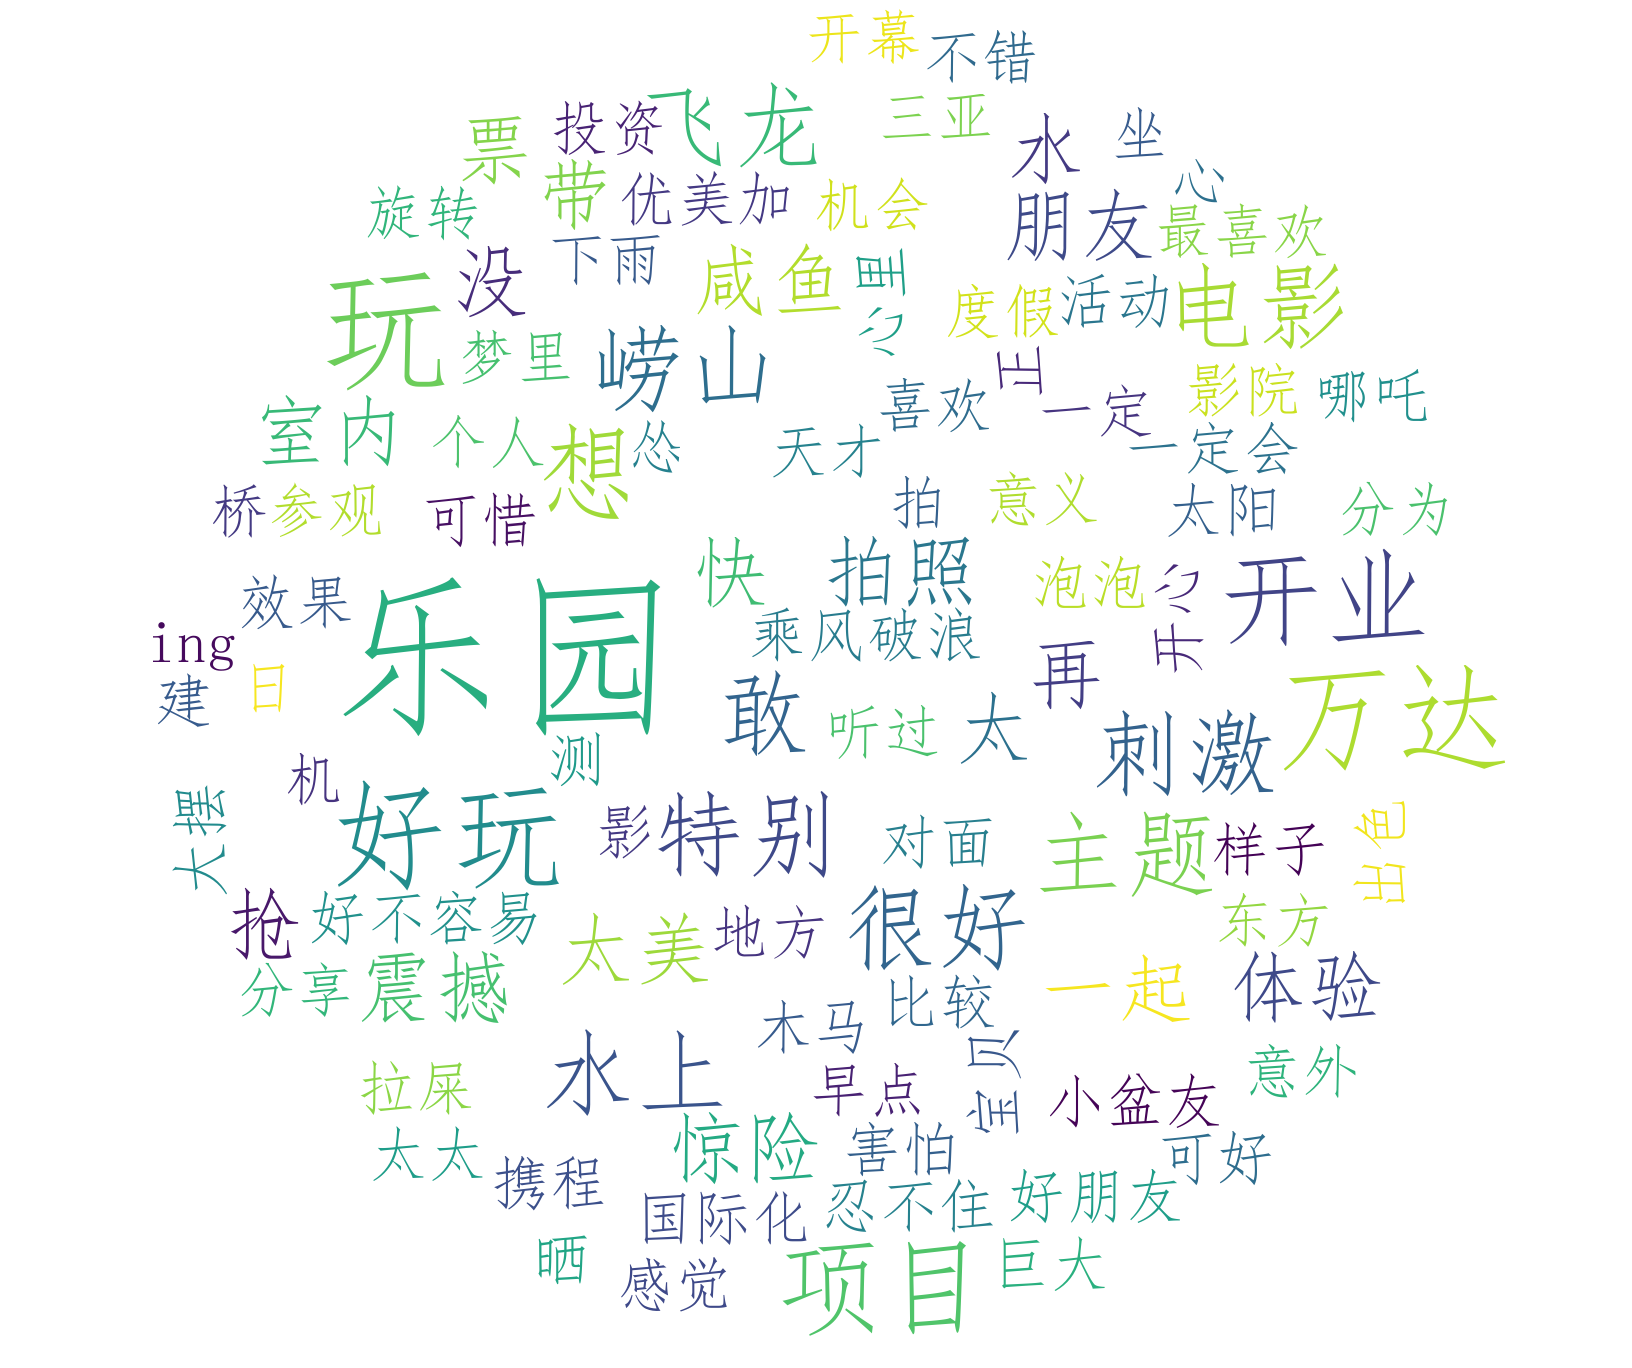 开幕
不错
飞龙
投资
三亚
票
水
坐
心
带
优美加
机会
旋转
朋友
最喜欢
没
下雨
咸鱼
心里
玩
度假
活动
电影
梦里
崂山
正
一定
影院
哪吒
喜欢
室内
个人
想
怂
天才
一定会
桥
参观
可惜
拍
意义
太阳
分为
快
拍照
泡泡
开心
开业
效果
乐园
乘风破浪
ing
建
日
再
敢
听过
太
刺激
万达
测
机
好玩
影
特别
对面
主题
样子
出色
大摆
抢
好不容易
太美
地方
很好
东方
分享
震撼
一起
体验
木马
比较
水上
宝贝
拉屎
早点
小盆友
意外
太太
惊险
害怕
可好
携程
国际化
忍不住
好朋友
晒
感觉
项目
巨大